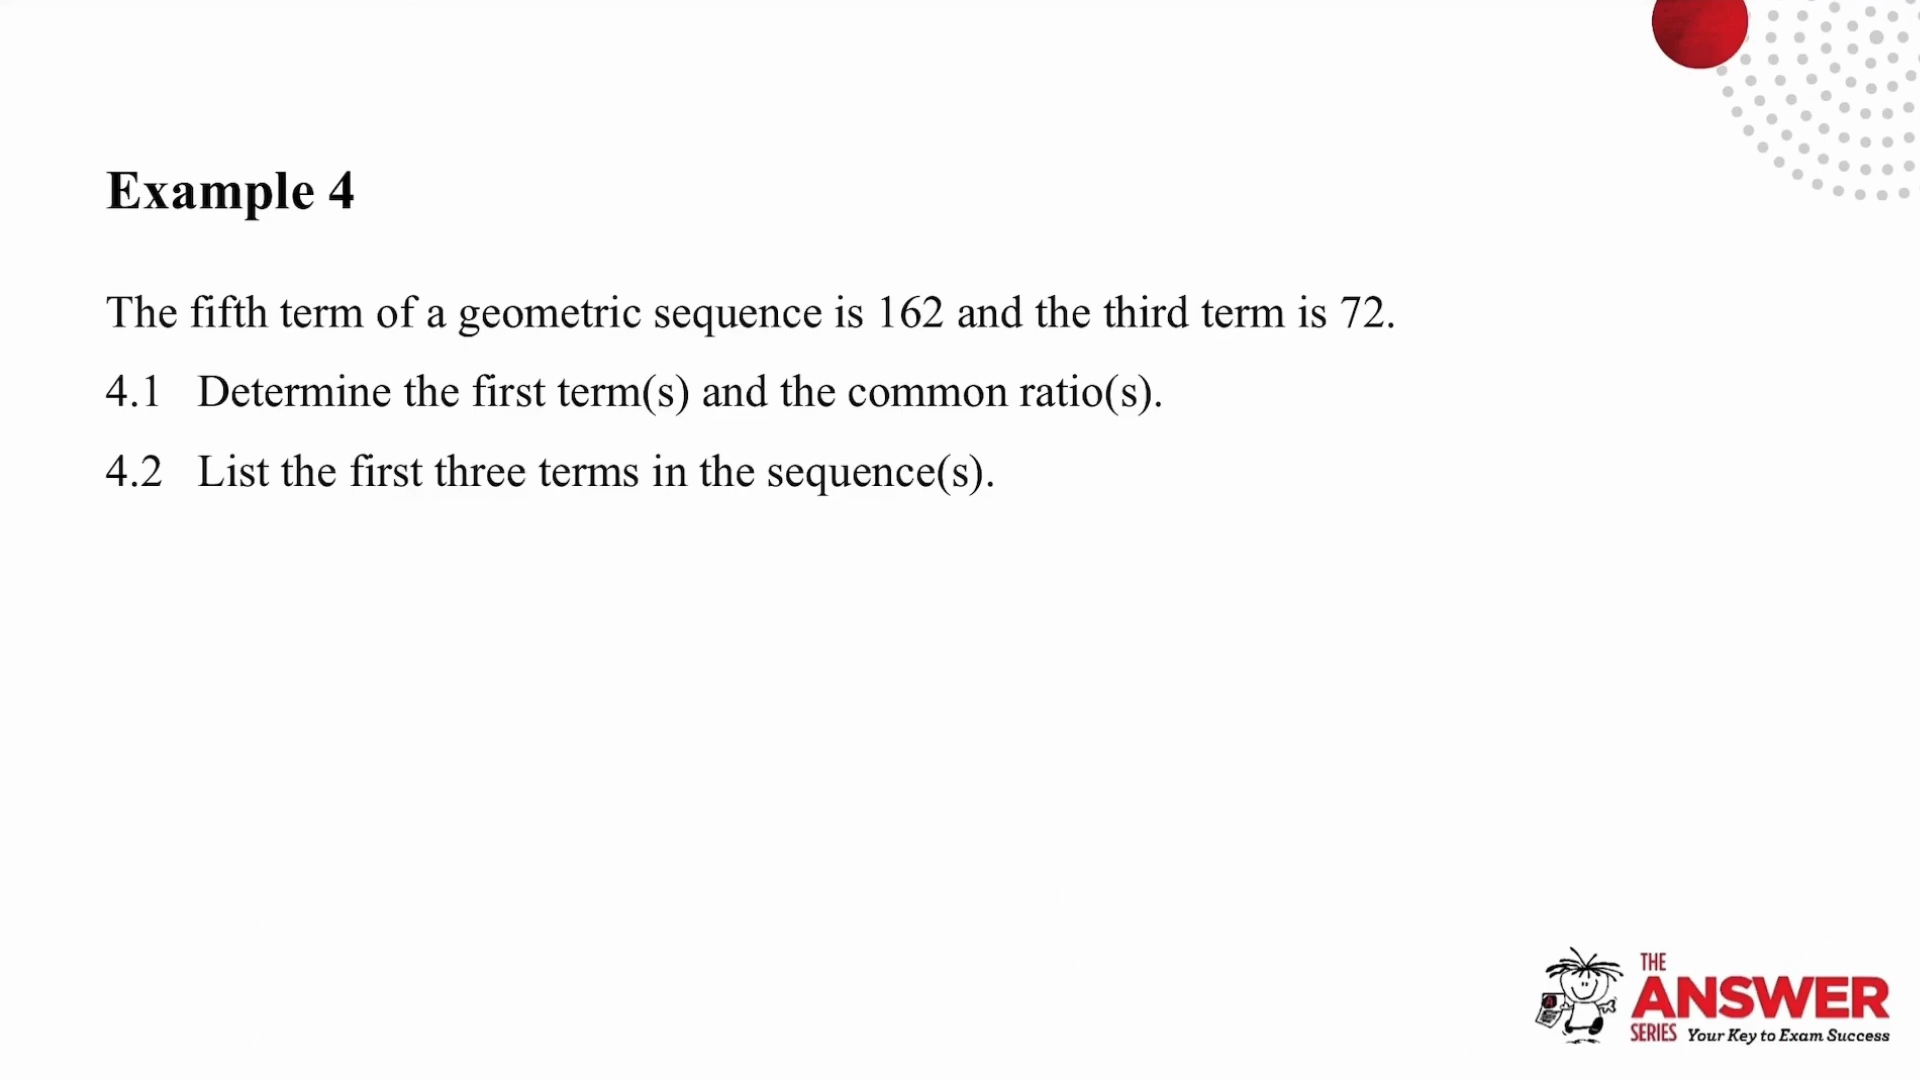 Example 4
The fifth term of a geometric sequence is 162 and the third term is 72.
4.1 Determine the first term(s) and the common ratio(s).
4.2 List the first three terms in the sequence(s).
THE
ANSWER
SERIES Your Key to Exam Success